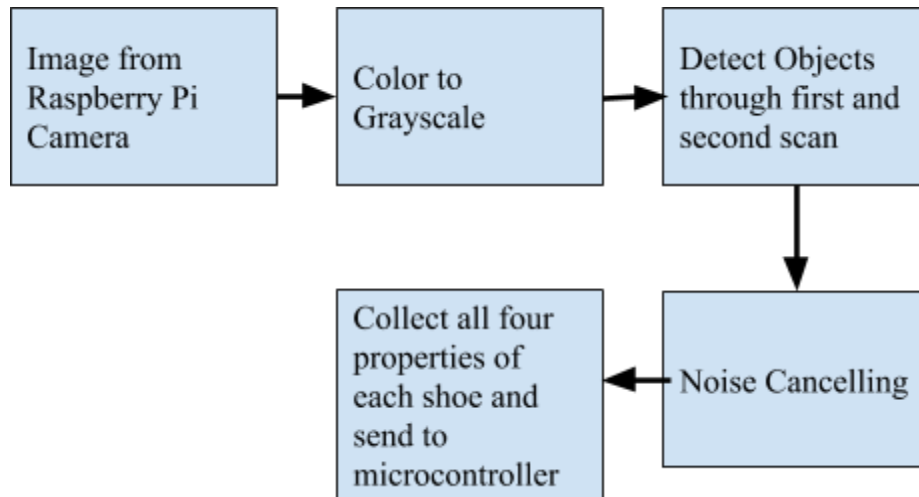 Image from
Raspberry Pi
Camera
Color to
Grayscale
Detect Objects
through first and
second scan
Noise Cancelling
Collect all four
properties of
each shoe and
send to
microcontroller